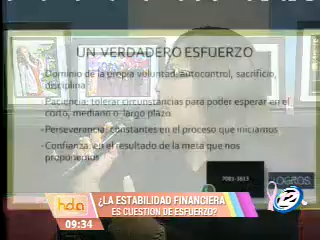 UN VERDADERO ESFUERZO
-Dominio de la propia voluntad: autocontrol, sacrificio,
disciplina
-Paciencia: tolerar circunstancias para poder esperar en el
corto, mediano o largo plazo
-Perseverancia: constantes en el proceso que iniciamos
-Confianza: en el resultado de la meta que nos
proponemos
LOGROS
hda
¿LA ESTABILIDAD FINANCIERA
ES CUESTIÓN DE ESFUERZO?
09:34
12